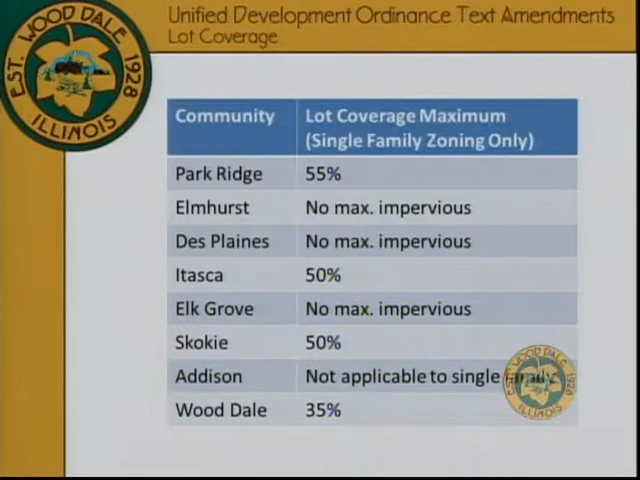 Unified Development Ordinance Text Amendments
Lot Coverage
EST. WOOD DALE 1928
ILLINOIS
Community Lot Coverage Maximum
(Single Family Zoning Only)
Park Ridge 55%
Elmhurst No max. impervious
Des Plaines No max. impervious
Itasca 50%
Elk Grove No max. impervious
Skokie 50%
Addison Not applicable to single family
Wood Dale 35%
EST. WOOD DALE 1928
ILLINOIS